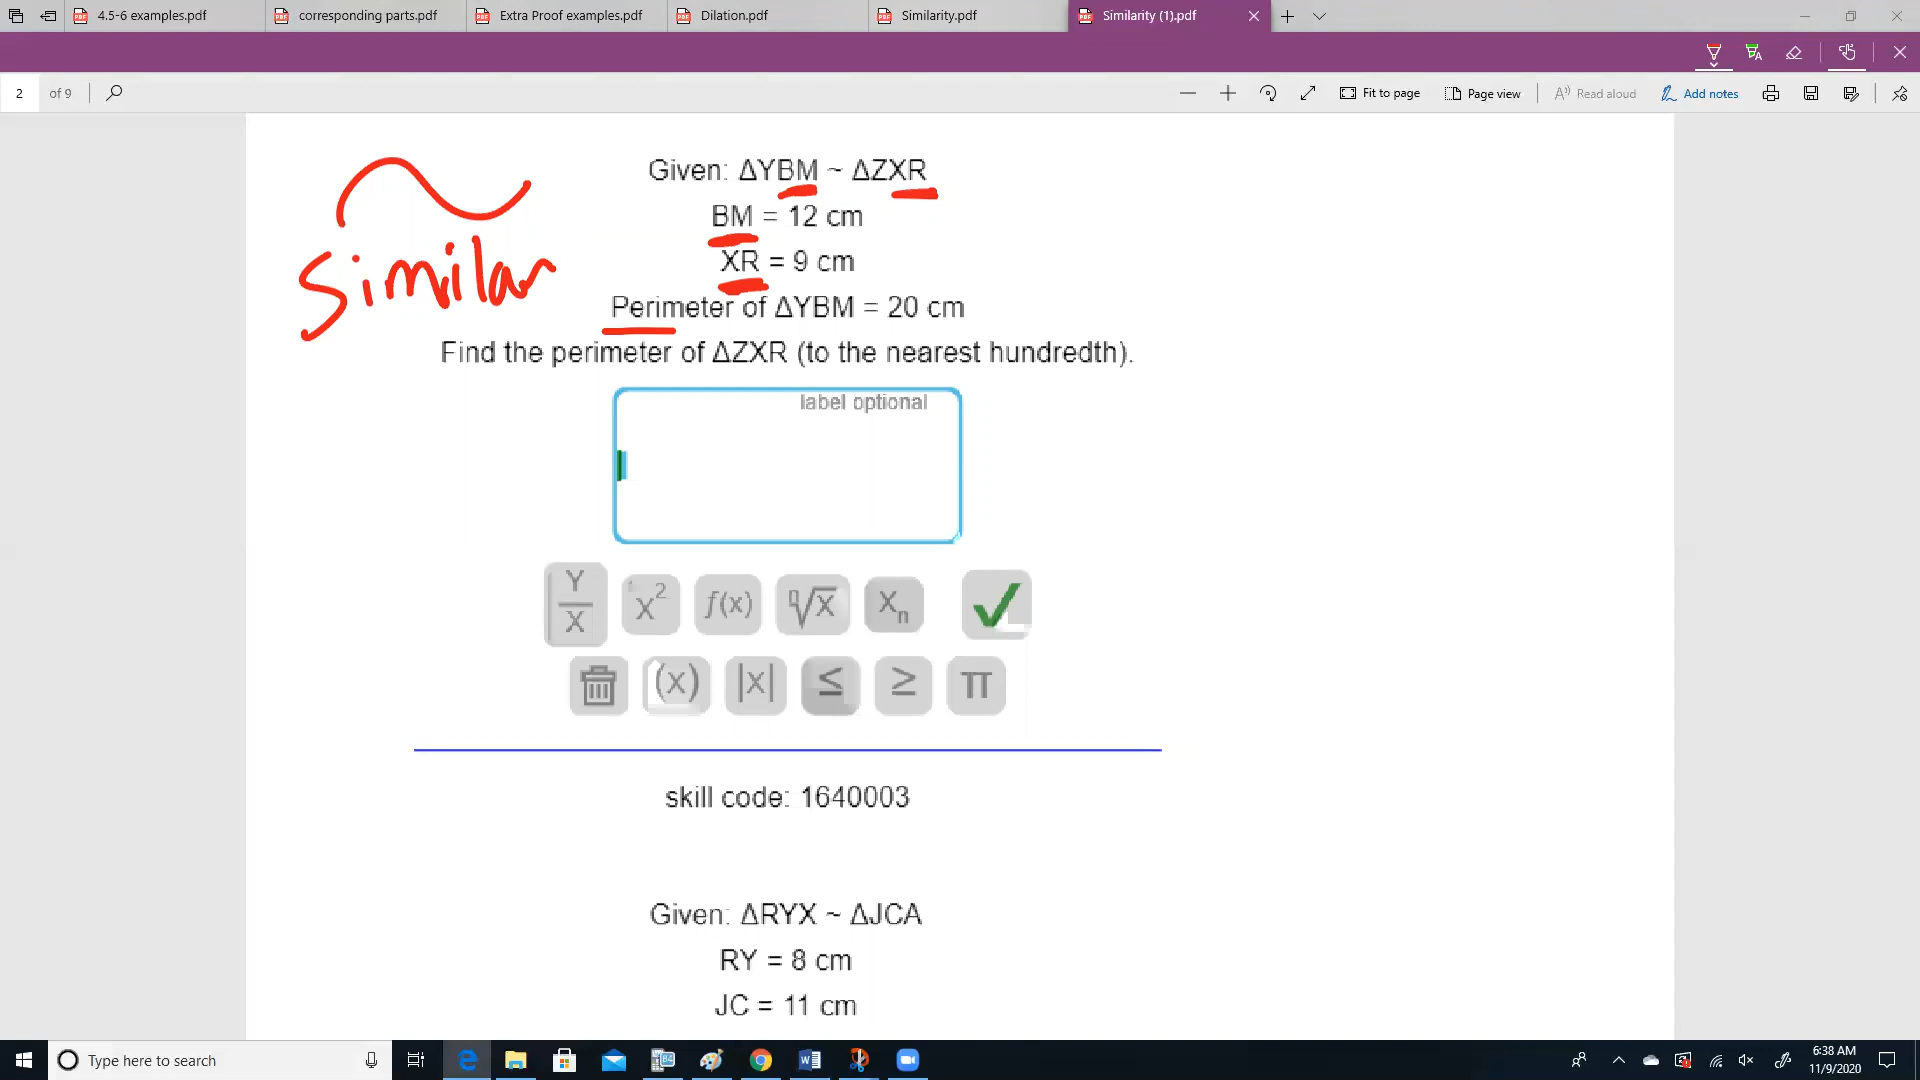 4.5-6 examples.pdf corresponding parts.pdf Extra Proof examples.pdf Dilation.pdf Similarity.pdf Similarity (1).pdf
2 of 9 Fit to page Page view Read aloud Add notes
Given: ΔYBM ~ ΔZXR
BM = 12 cm
XR = 9 cm
Similar
Perimeter of ΔYBM = 20 cm
Find the perimeter of ΔZXR (to the nearest hundredth).
label optional
Y/X x² f(x) ⁿ√x Xₙ
(x) |x| ≤ ≥ π
skill code: 1640003
Given: ΔRYX ~ ΔJCA
RY = 8 cm
JC = 11 cm
Type here to search 6:38 AM
11/9/2020